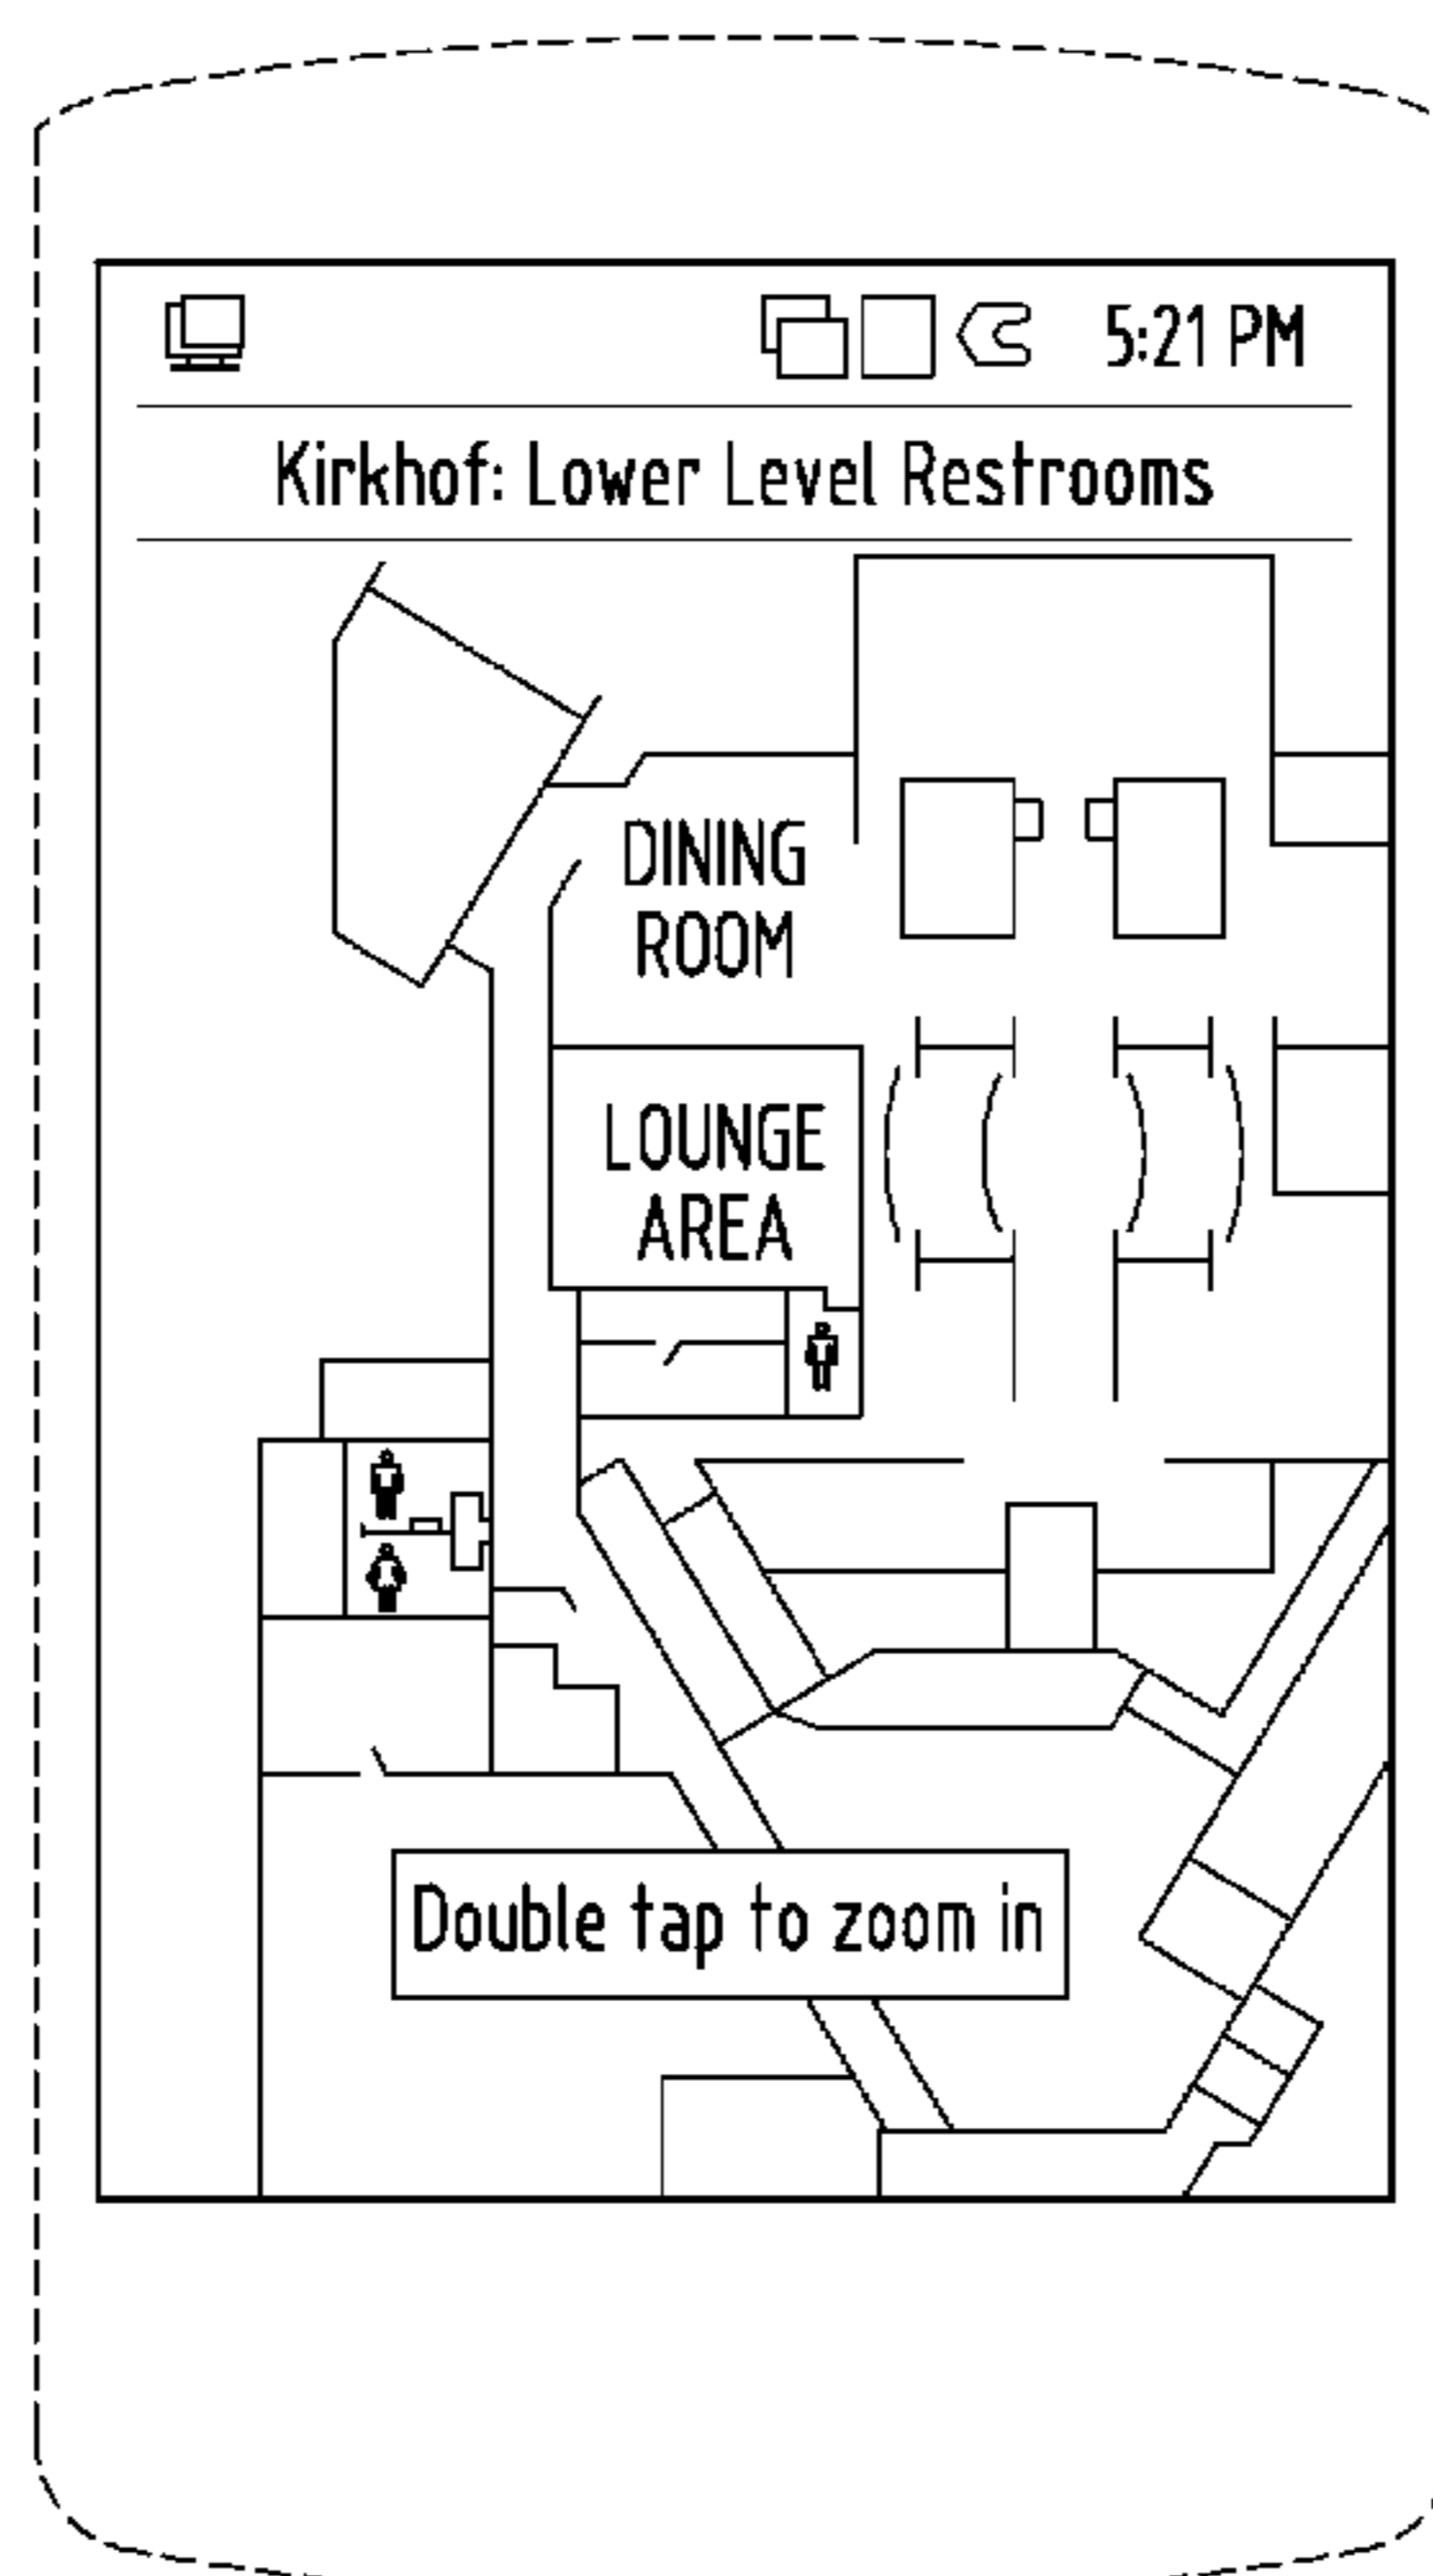 5:21 PM
Kirkhof: Lower Level Restrooms
DINING
ROOM
LOUNGE
AREA
Double tap to zoom in